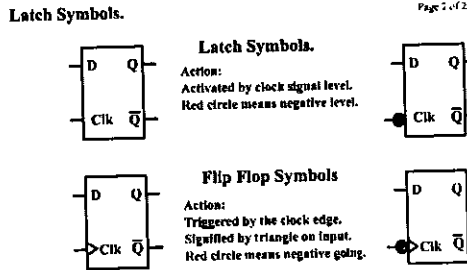 Latch Symbols.
Page 2 of 2
Latch Symbols.
D Q
Clk Q̅
Action:
Activated by clock signal level.
Red circle means negative level.
D Q
Clk Q̅
Flip Flop Symbols
D Q
Clk Q̅
Action:
Triggered by the clock edge.
Signified by triangle on input.
Red circle means negative going.
D Q
Clk Q̅